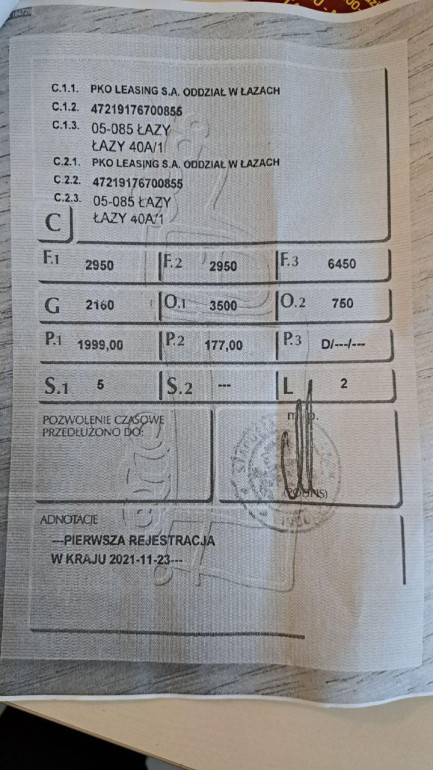 C.1.1. PKO LEASING S.A. ODDZIAŁ W ŁAZACH
C.1.2. 47219176700855
C.1.3. 05-085 ŁAZY
ŁAZY 40A/1
C.2.1. PKO LEASING S.A. ODDZIAŁ W ŁAZACH
C.2.2. 47219176700855
C.2.3. 05-085 ŁAZY
ŁAZY 40A/1
C
F.1 2950 F.2 2950 F.3 6450
G 2160 O.1 3500 O.2 750
P.1 1999,00 P.2 177,00 P.3 D/---/---
S.1 5 S.2 --- L 2
POZWOLENIE CZASOWE
PRZEDŁUŻONO DO:
m. p.
ADNOTACJE
---PIERWSZA REJESTRACJA
W KRAJU 2021-11-23---